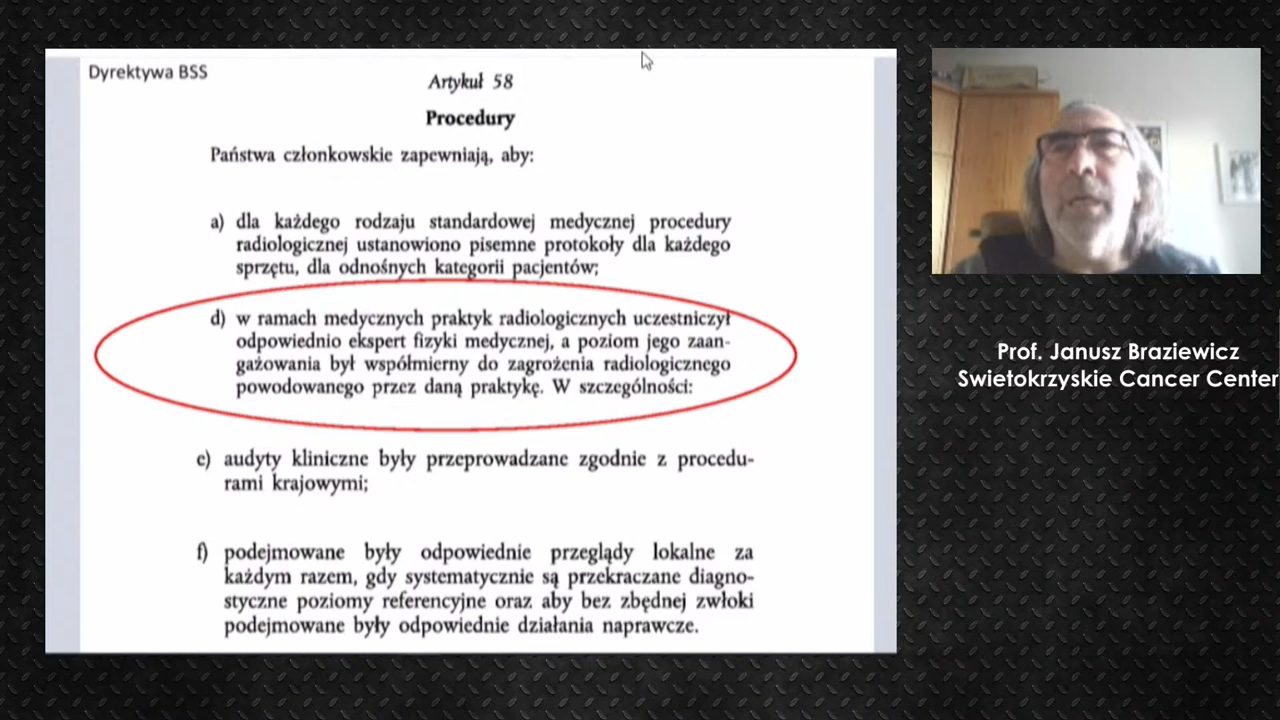 Dyrektywa BSS
Artykuł 58
Procedury
Państwa członkowskie zapewniają, aby:
a) dla każdego rodzaju standardowej medycznej procedury
radiologicznej ustanowiono pisemne protokoły dla każdego
sprzętu, dla odnośnych kategorii pacjentów;
d) w ramach medycznych praktyk radiologicznych uczestniczył
odpowiednio ekspert fizyki medycznej, a poziom jego zaan-
gażowania był współmierny do zagrożenia radiologicznego
powodowanego przez daną praktykę. W szczególności:
e) audyty kliniczne były przeprowadzane zgodnie z procedu-
rami krajowymi;
f) podejmowane były odpowiednie przeglądy lokalne za
każdym razem, gdy systematycznie są przekraczane diagno-
styczne poziomy referencyjne oraz aby bez zbędnej zwłoki
podejmowane były odpowiednie działania naprawcze.
Prof. Janusz Braziewicz
Swietokrzyskie Cancer Center